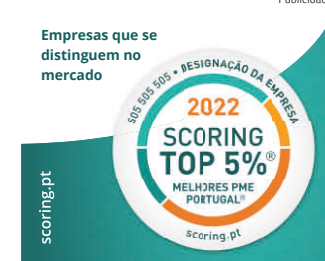 Publicidad
Empresas que se
distinguem no
mercado
505 505 505 • DESIGNAÇÃO DA EMPRESA
2022
SCORING
TOP 5%®
MELHORES PME
PORTUGAL®
scoring.pt
scoring.pt